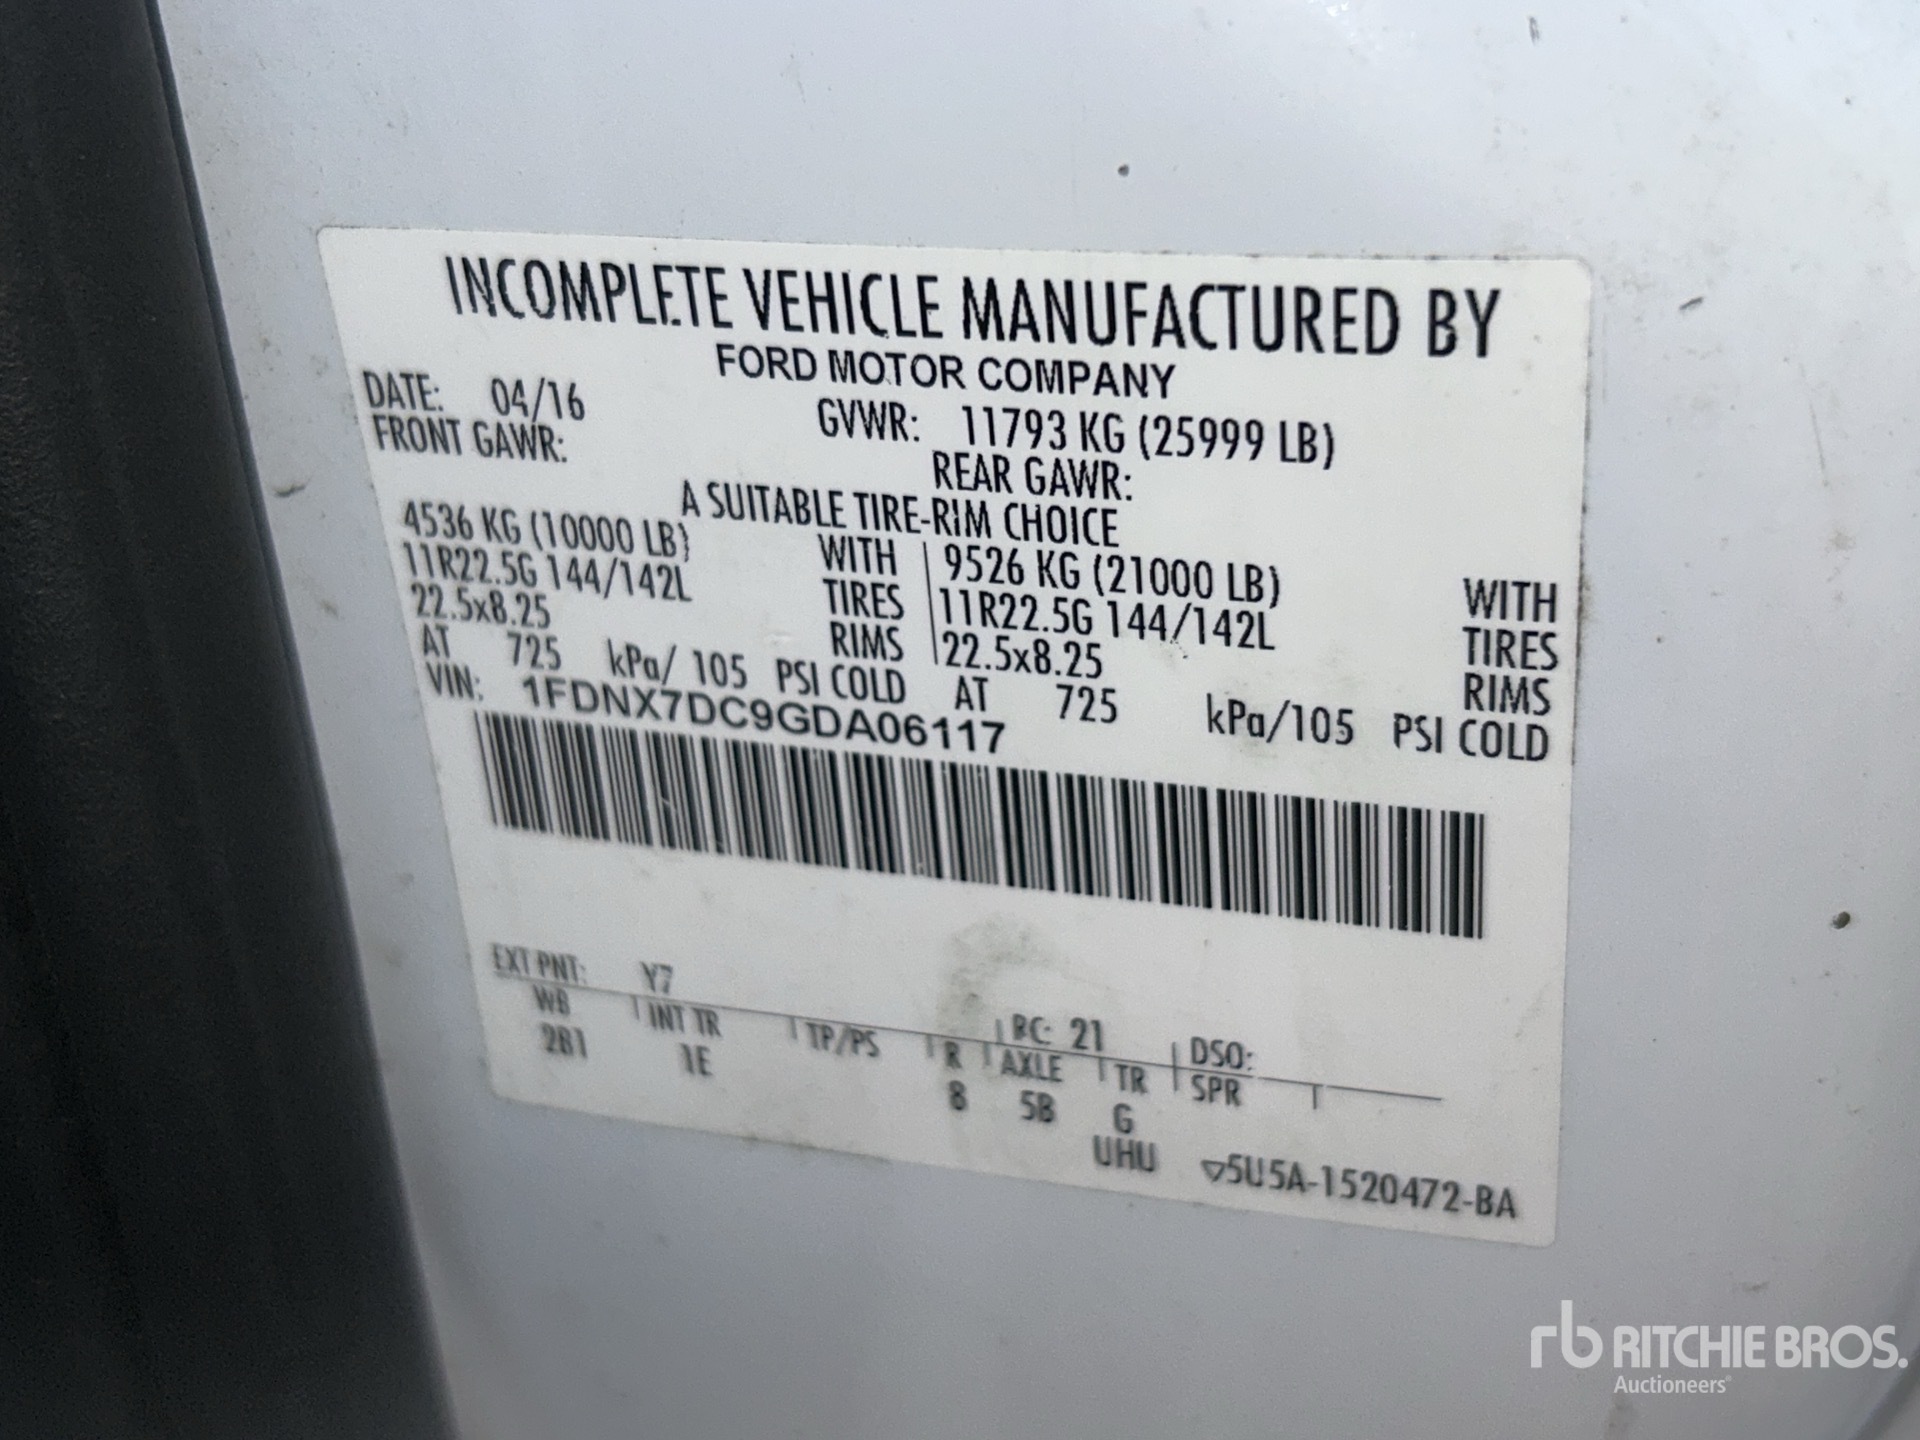 INCOMPLETE VEHICLE MANUFACTURED BY
FORD MOTOR COMPANY
DATE: 04/16 GVWR: 11793 KG (25999 LB)
FRONT GAWR: REAR GAWR:
A SUITABLE TIRE-RIM CHOICE
4536 KG (10000 LB) WITH 9526 KG (21000 LB) WITH
11R22.5G 144/142L TIRES 11R22.5G 144/142L TIRES
22.5x8.25 RIMS 22.5x8.25 RIMS
AT 725 kPa/ 105 PSI COLD AT 725 kPa/105 PSI COLD
VIN: 1FDNX7DC9GDA06117
EXT PNT: Y7 BC: 21 DSO:
WB INT TR TP/PS R AXLE TR SPR
281 1E 8 5B G
UHU ▽5U5A-1520472-BA
rb RITCHIE BROS.
Auctioneers